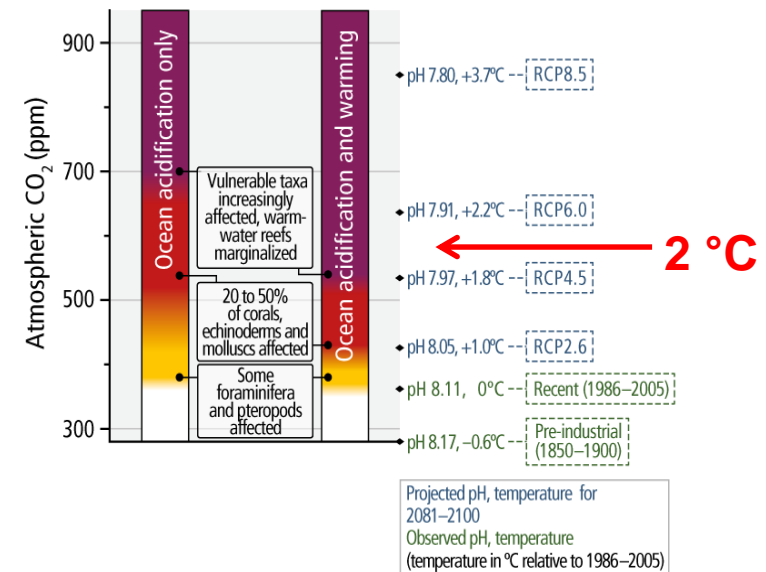 Atmospheric CO₂ (ppm)
900
700
500
300
Ocean acidification only
Ocean acidification and warming
Vulnerable taxa
increasingly
affected, warm-
water reefs
marginalized
20 to 50%
of corals,
echinoderms and
molluscs affected
Some
foraminifera
and pteropods
affected
pH 7.80, +3.7ºC
RCP8.5
pH 7.91, +2.2ºC
RCP6.0
2 °C
pH 7.97, +1.8ºC
RCP4.5
pH 8.05, +1.0ºC
RCP2.6
pH 8.11, 0ºC
Recent (1986–2005)
pH 8.17, –0.6ºC
Pre-industrial
(1850–1900)
Projected pH, temperature for
2081–2100
Observed pH, temperature
(temperature in ºC relative to 1986–2005)